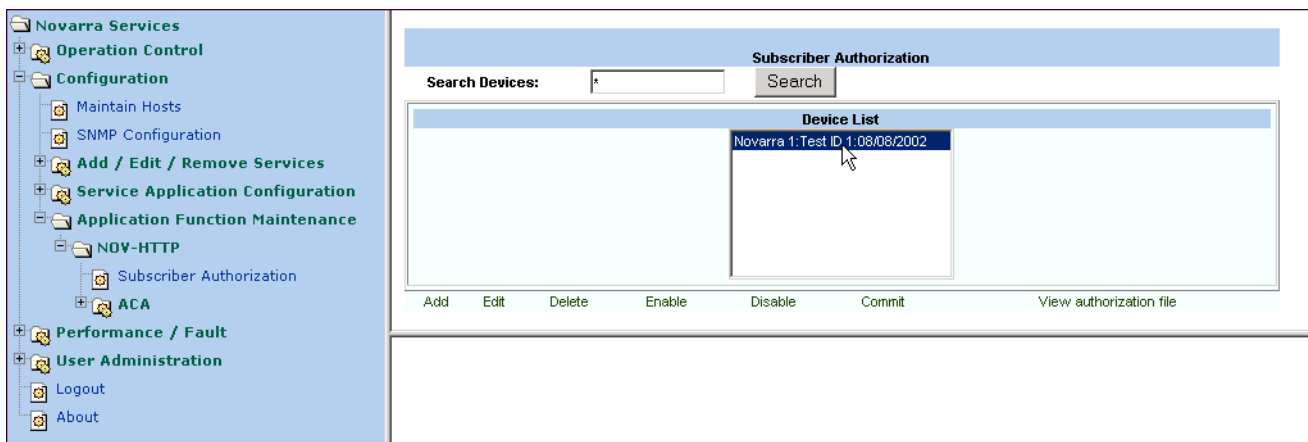 Novarra Services
Operation Control
Configuration
Maintain Hosts
SNMP Configuration
Add / Edit / Remove Services
Service Application Configuration
Application Function Maintenance
NOV-HTTP
Subscriber Authorization
ACA
Performance / Fault
User Administration
Logout
About
Subscriber Authorization
Search Devices: * Search
Device List
Novarra 1:Test ID 1:08/08/2002
Add Edit Delete Enable Disable Commit View authorization file